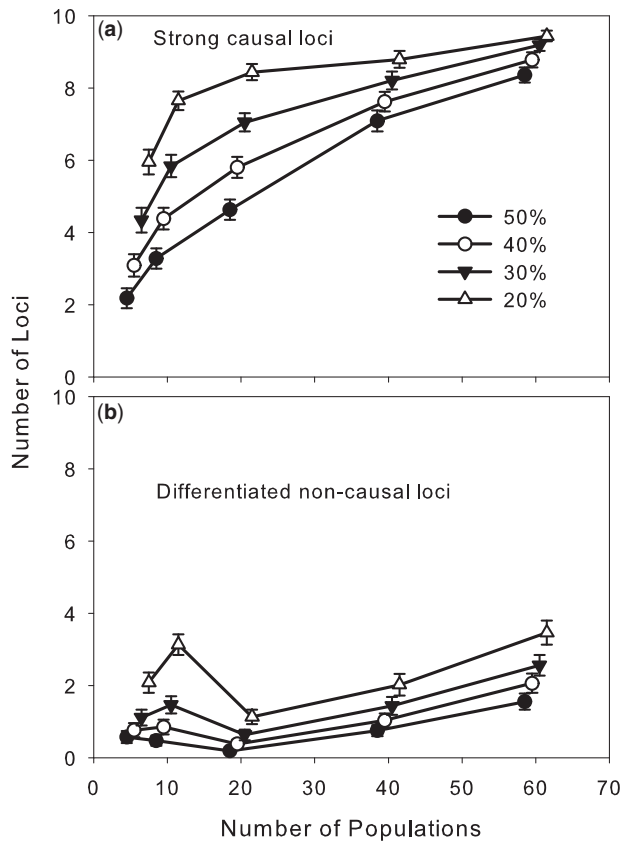 (a) Strong causal loci
10
8
6
4
2
0
50%
40%
30%
20%
Number of Loci
(b)
Differentiated non-causal loci
10
8
6
4
2
0
0 10 20 30 40 50 60 70
Number of Populations